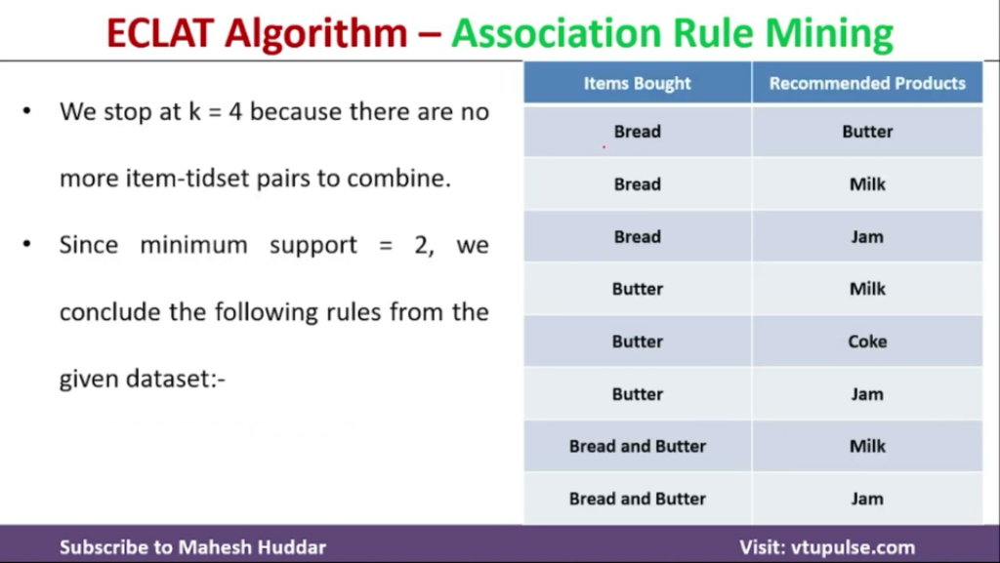 ECLAT Algorithm – Association Rule Mining
• We stop at k = 4 because there are no
more item-tidset pairs to combine.
• Since minimum support = 2, we
conclude the following rules from the
given dataset:-
Items Bought Recommended Products
Bread Butter
Bread Milk
Bread Jam
Butter Milk
Butter Coke
Butter Jam
Bread and Butter Milk
Bread and Butter Jam
Subscribe to Mahesh Huddar
Visit: vtupulse.com